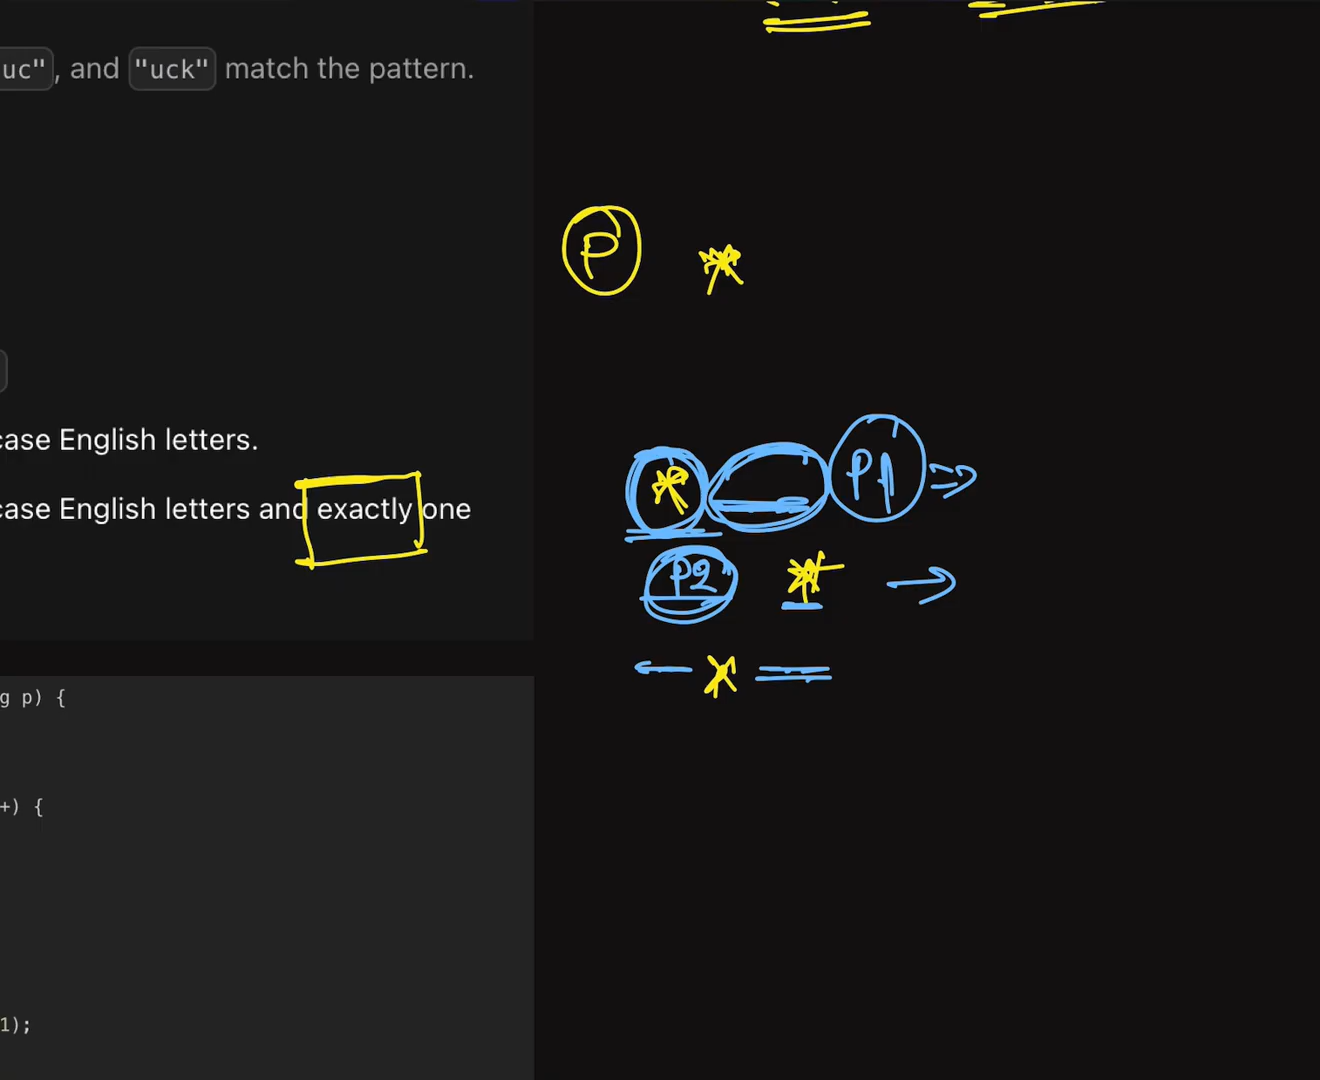 uc", and "uck" match the pattern.
P *
case English letters.
* P1
case English letters and exactly one
P2 *
*
g p) {
+) {
1);